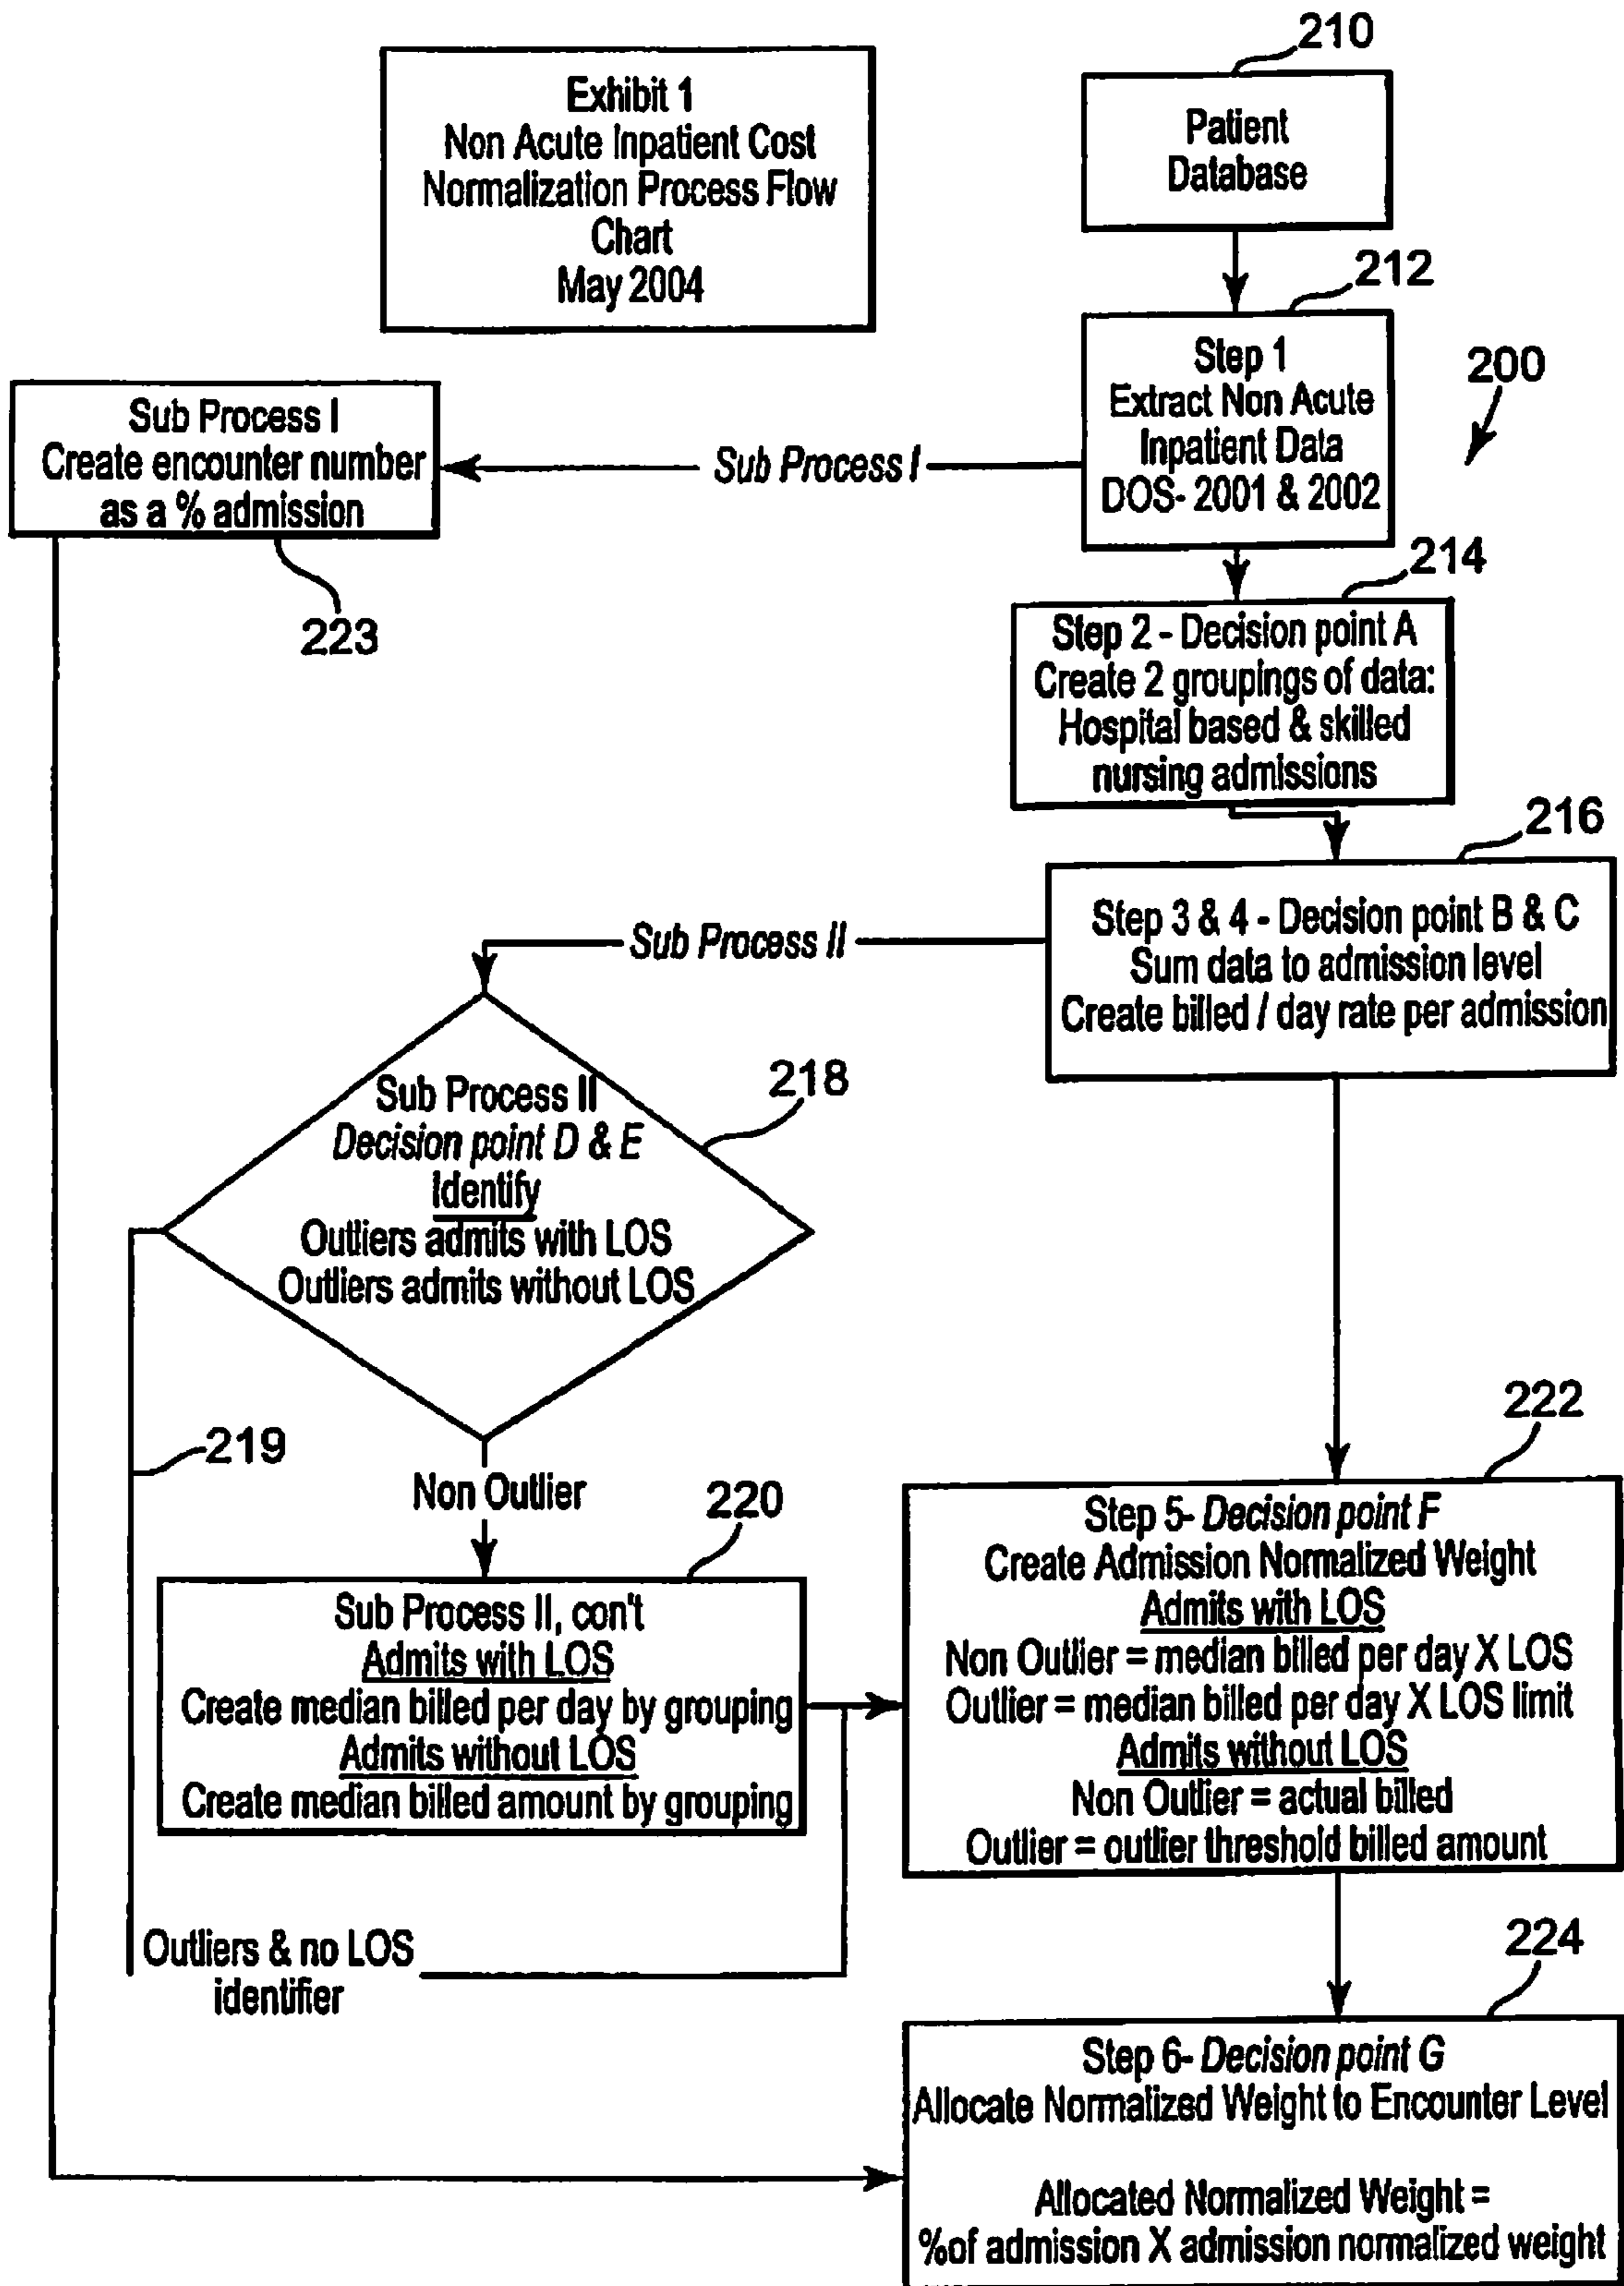 210
Exhibit 1
Non Acute Inpatient Cost
Normalization Process Flow
Chart
May 2004
Patient
Database
212
Step 1
Extract Non Acute
Inpatient Data
DOS- 2001 & 2002
200
Sub Process I
Create encounter number
as a % admission
Sub Process I
223
214
Step 2 - Decision point A
Create 2 groupings of data:
Hospital based & skilled
nursing admissions
216
Step 3 & 4 - Decision point B & C
Sum data to admission level
Create billed / day rate per admission
Sub Process II
218
Sub Process II
Decision point D & E
Identify
Outliers admits with LOS
Outliers admits without LOS
219
Non Outlier
220
Sub Process II, con't
Admits with LOS
Create median billed per day by grouping
Admits without LOS
Create median billed amount by grouping
Outliers & no LOS
identifier
222
Step 5- Decision point F
Create Admission Normalized Weight
Admits with LOS
Non Outlier = median billed per day X LOS
Outlier = median billed per day X LOS limit
Admits without LOS
Non Outlier = actual billed
Outlier = outlier threshold billed amount
224
Step 6- Decision point G
Allocate Normalized Weight to Encounter Level
Allocated Normalized Weight =
%of admission X admission normalized weight